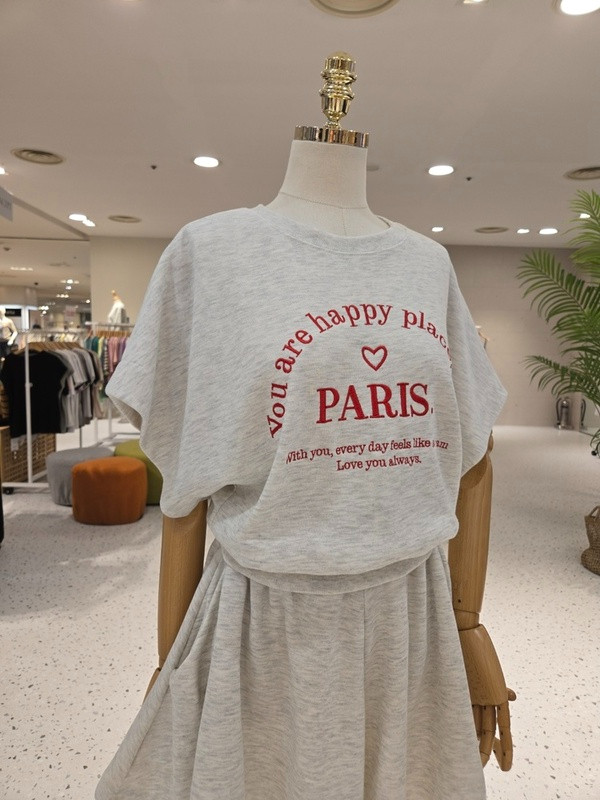 You are happy place
PARIS.
With you, every day feels like
Love you always.